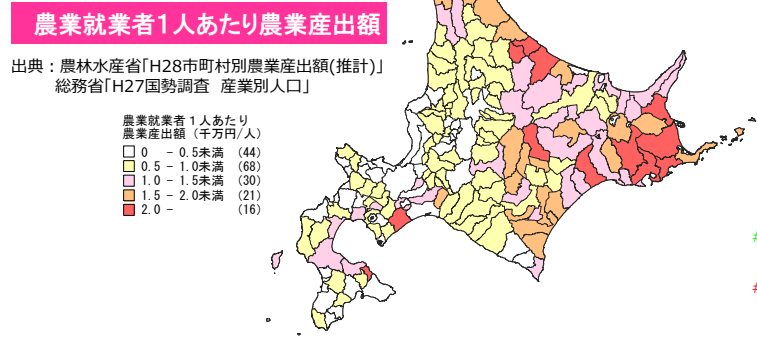 農業就業者1人あたり農業産出額
出典：農林水産省「H28市町村別農業産出額(推計)」
総務省「H27国勢調査 産業別人口」
農業就業者１人あたり
農業産出額（千万円/人）
0 - 0.5未満 (44)
0.5 - 1.0未満 (68)
1.0 - 1.5未満 (30)
1.5 - 2.0未満 (21)
2.0 - (16)